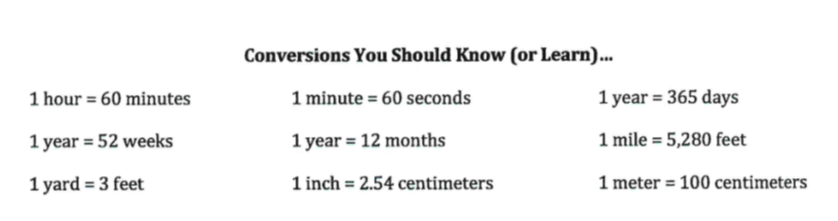 Conversions You Should Know (or Learn)...
1 hour = 60 minutes 1 minute = 60 seconds 1 year = 365 days
1 year = 52 weeks 1 year = 12 months 1 mile = 5,280 feet
1 yard = 3 feet 1 inch = 2.54 centimeters 1 meter = 100 centimeters